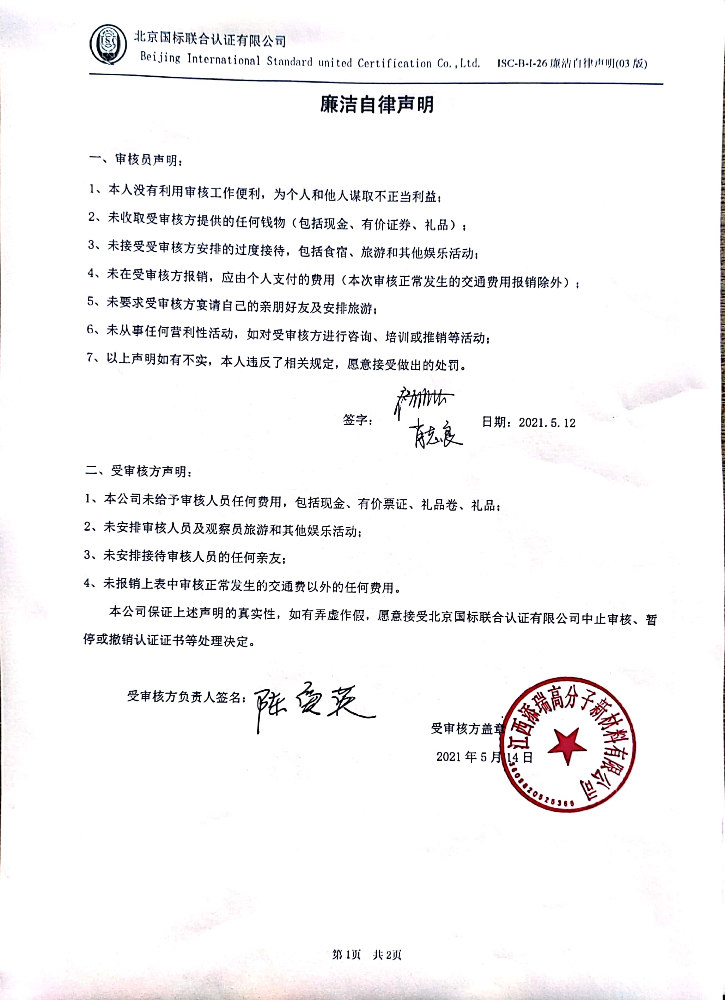 ISC
北京国标联合认证有限公司
Beijing International Standard united Certification Co.,Ltd. ISC-B-I-26 廉洁自律声明(03 版)
廉洁自律声明
一、审核员声明：
1、本人没有利用审核工作便利，为个人和他人谋取不正当利益；
2、未收取受审核方提供的任何钱物（包括现金、有价证券、礼品）；
3、未接受受审核方安排的过度接待，包括食宿、旅游和其他娱乐活动；
4、未在受审核方报销，应由个人支付的费用（本次审核正常发生的交通费用报销除外）；
5、未要求受审核方宴请自己的亲朋好友及安排旅游；
6、未从事任何营利性活动，如对受审核方进行咨询、培训或推销等活动；
7、以上声明如有不实，本人违反了相关规定，愿意接受做出的处罚。
签字： 日期：2021.5.12
肖志良
二、受审核方声明：
1、本公司未给予审核人员任何费用，包括现金、有价票证、礼品卷、礼品；
2、未安排审核人员及观察员旅游和其他娱乐活动；
3、未安排接待审核人员的任何亲友；
4、未报销上表中审核正常发生的交通费以外的任何费用。
本公司保证上述声明的真实性，如有弄虚作假，愿意接受北京国标联合认证有限公司中止审核、暂
停或撤销认证证书等处理决定。
受审核方负责人签名：陈爱英
受审核方盖章
2021 年 5 月 14 日
江西添瑞高分子新材料有限公司
3609820525365
第 1页 共 2页